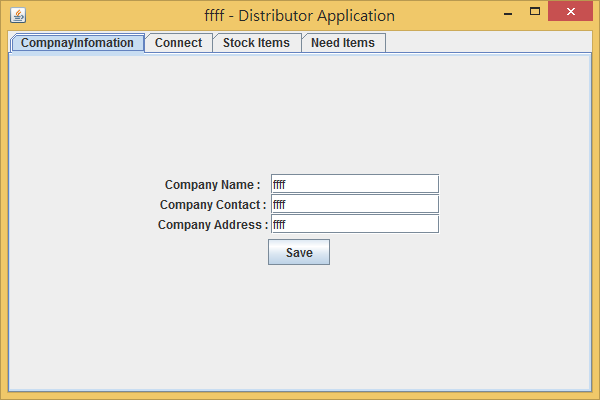 ffff - Distributor Application
CompnayInfomation Connect Stock Items Need Items
Company Name : ffff
Company Contact : ffff
Company Address : ffff
Save